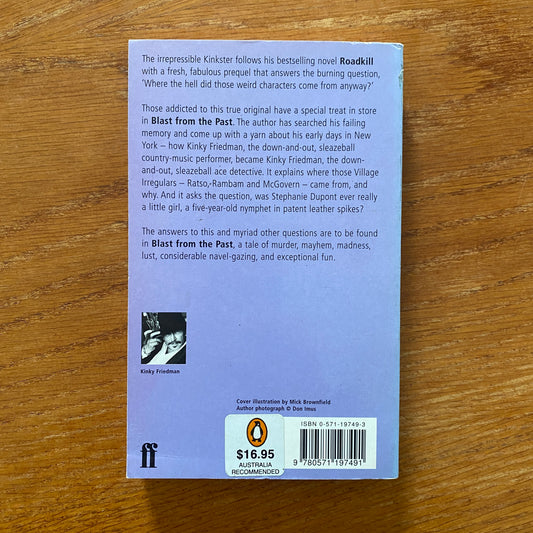 The irrepressible Kinkster follows his bestselling novel Roadkill
with a fresh, fabulous prequel that answers the burning question,
'Where the hell did those weird characters come from anyway?'
Those addicted to this true original have a special treat in store
in Blast from the Past. The author has searched his failing
memory and come up with a yarn about his early days in New
York – how Kinky Friedman, the down-and-out, sleazeball
country-music performer, became Kinky Friedman, the down-
and-out, sleazeball ace detective. It explains where those Village
Irregulars – Ratso, Rambam and McGovern – came from, and
why. And it asks the question, was Stephanie Dupont ever really
a little girl, a five-year-old nymphet in patent leather spikes?
The answers to this and myriad other questions are to be found
in Blast from the Past, a tale of murder, mayhem, madness,
lust, considerable navel-gazing, and exceptional fun.
Kinky Friedman
Cover illustration by Mick Brownfield
Author photograph © Don Imus
ff
$16.95
AUSTRALIA
RECOMMENDED
ISBN 0-571-19749-3
9 780571 197491